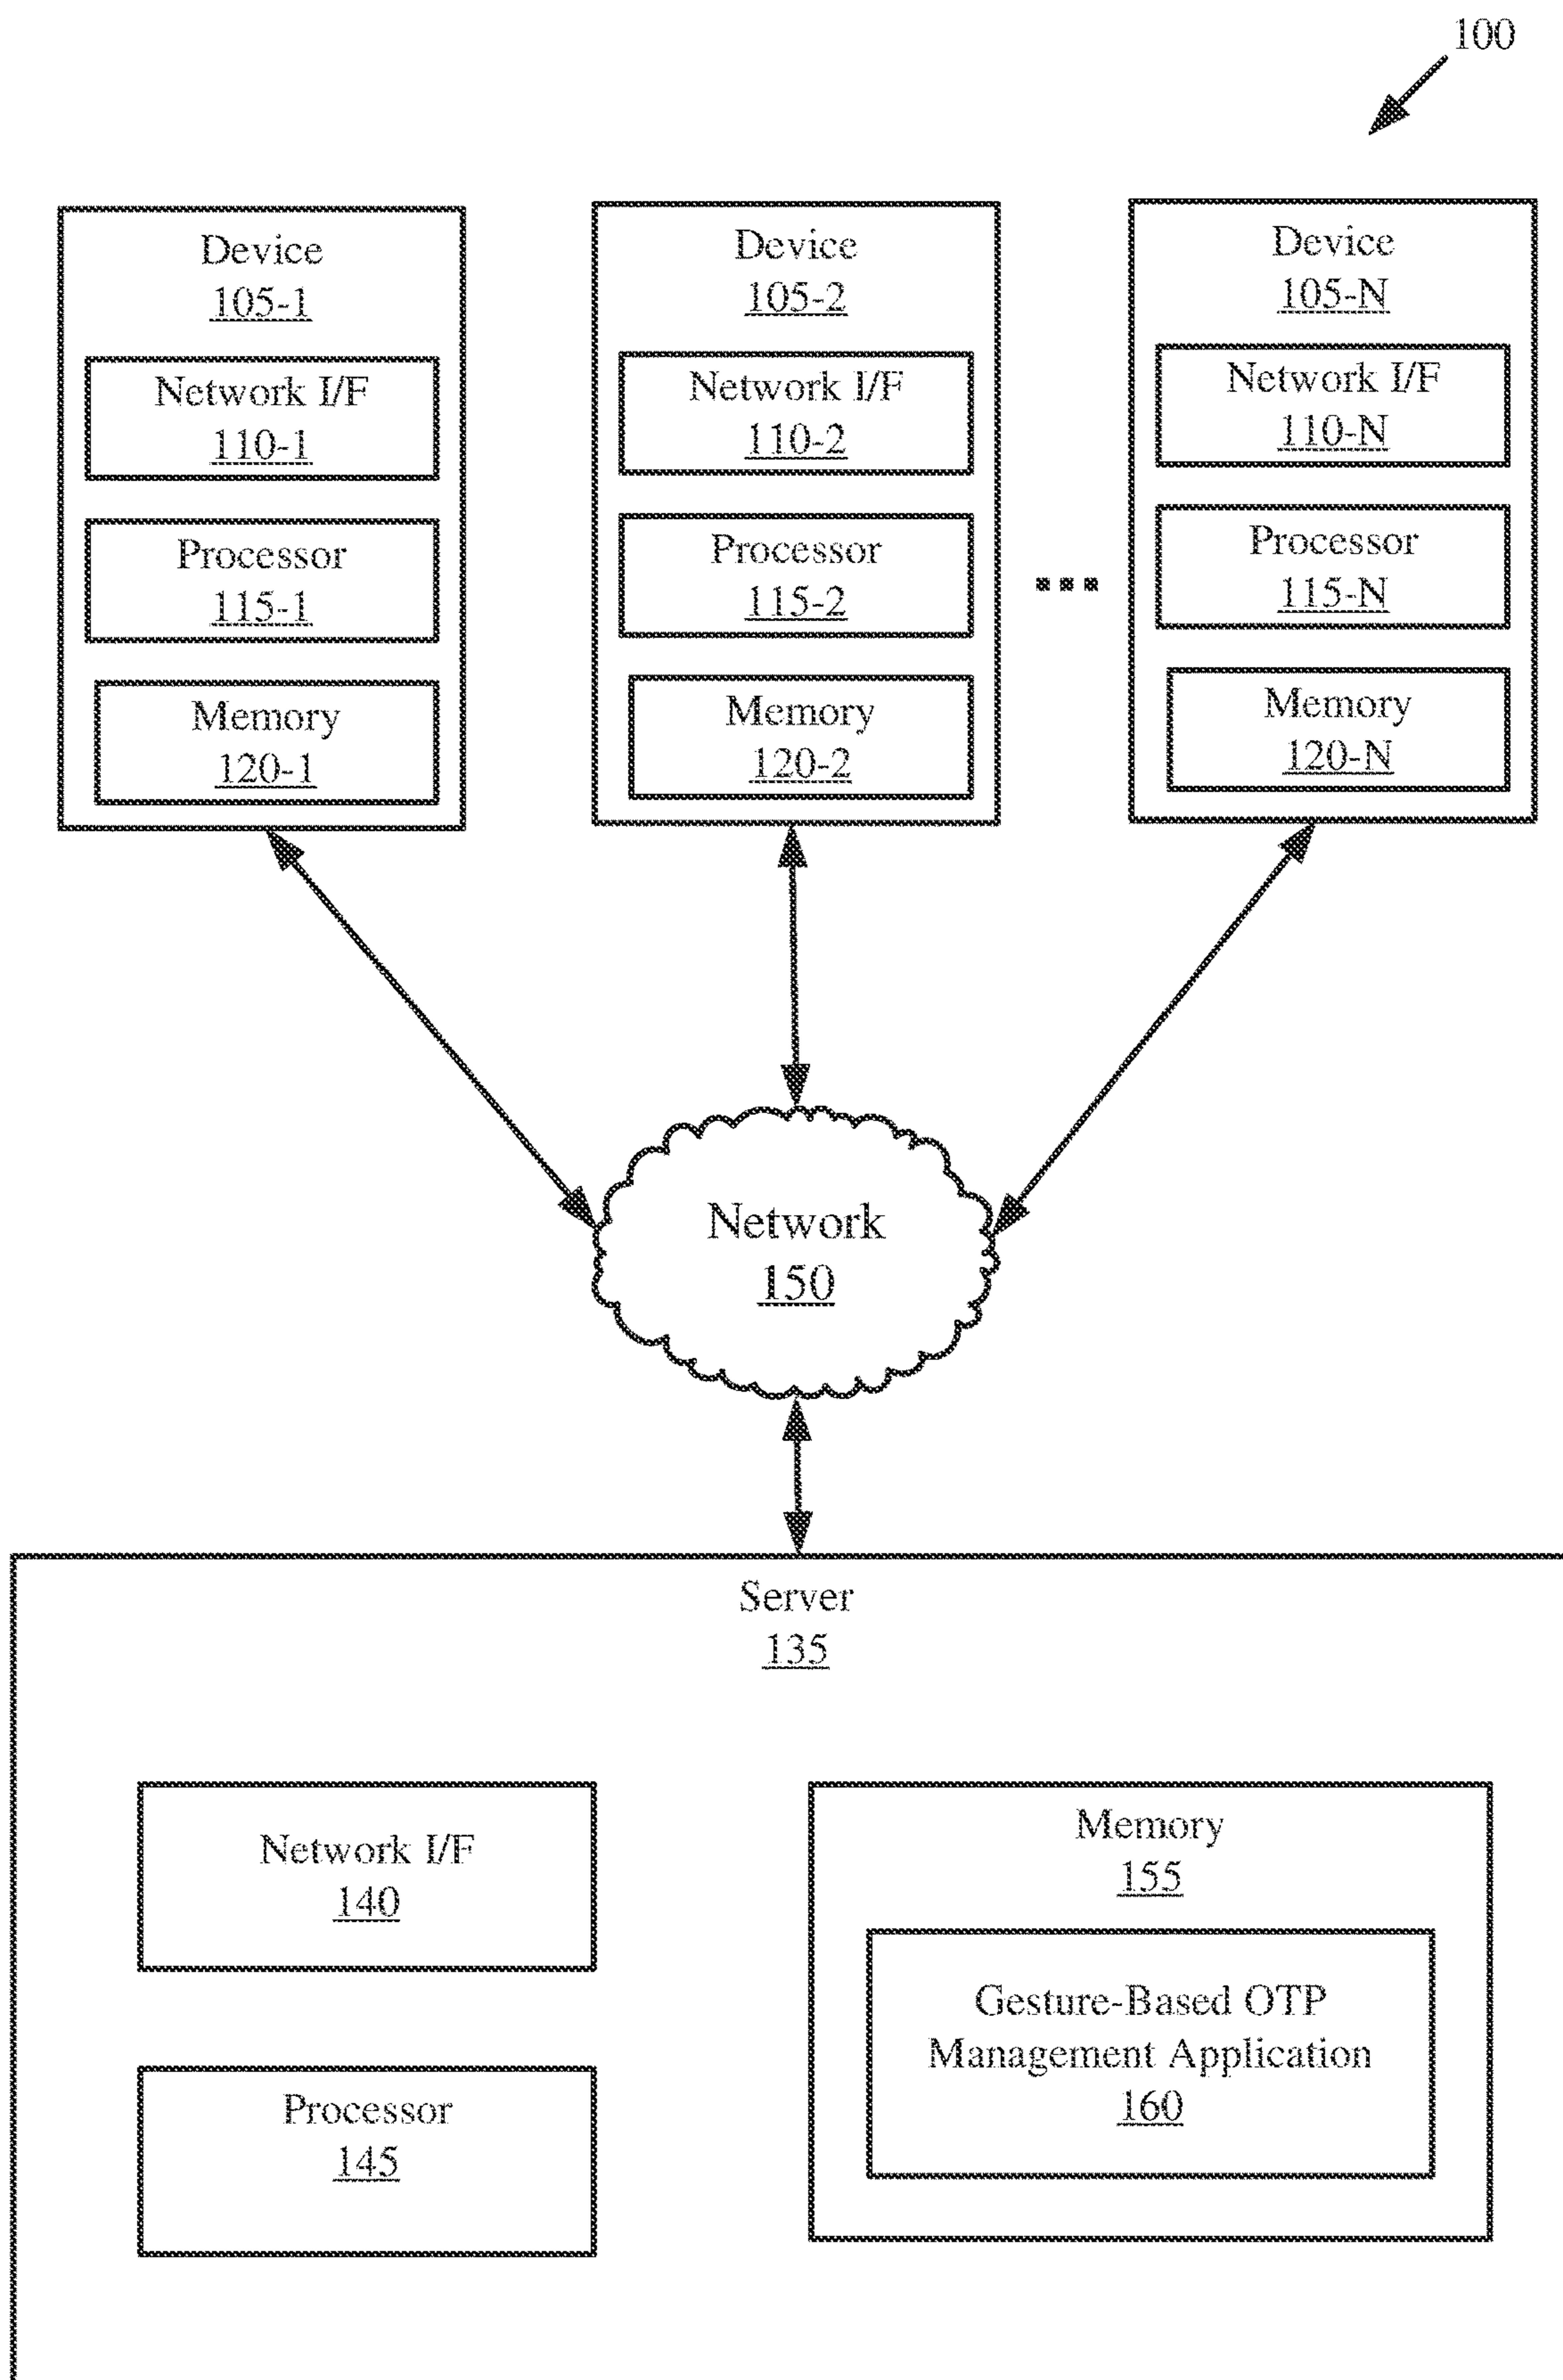 100
Device
105-1
Network I/F
110-1
Processor
115-1
Memory
120-1
Device
105-2
Network I/F
110-2
Processor
115-2
Memory
120-2
...
Device
105-N
Network I/F
110-N
Processor
115-N
Memory
120-N
Network
150
Server
135
Network I/F
140
Processor
145
Memory
155
Gesture-Based OTP
Management Application
160